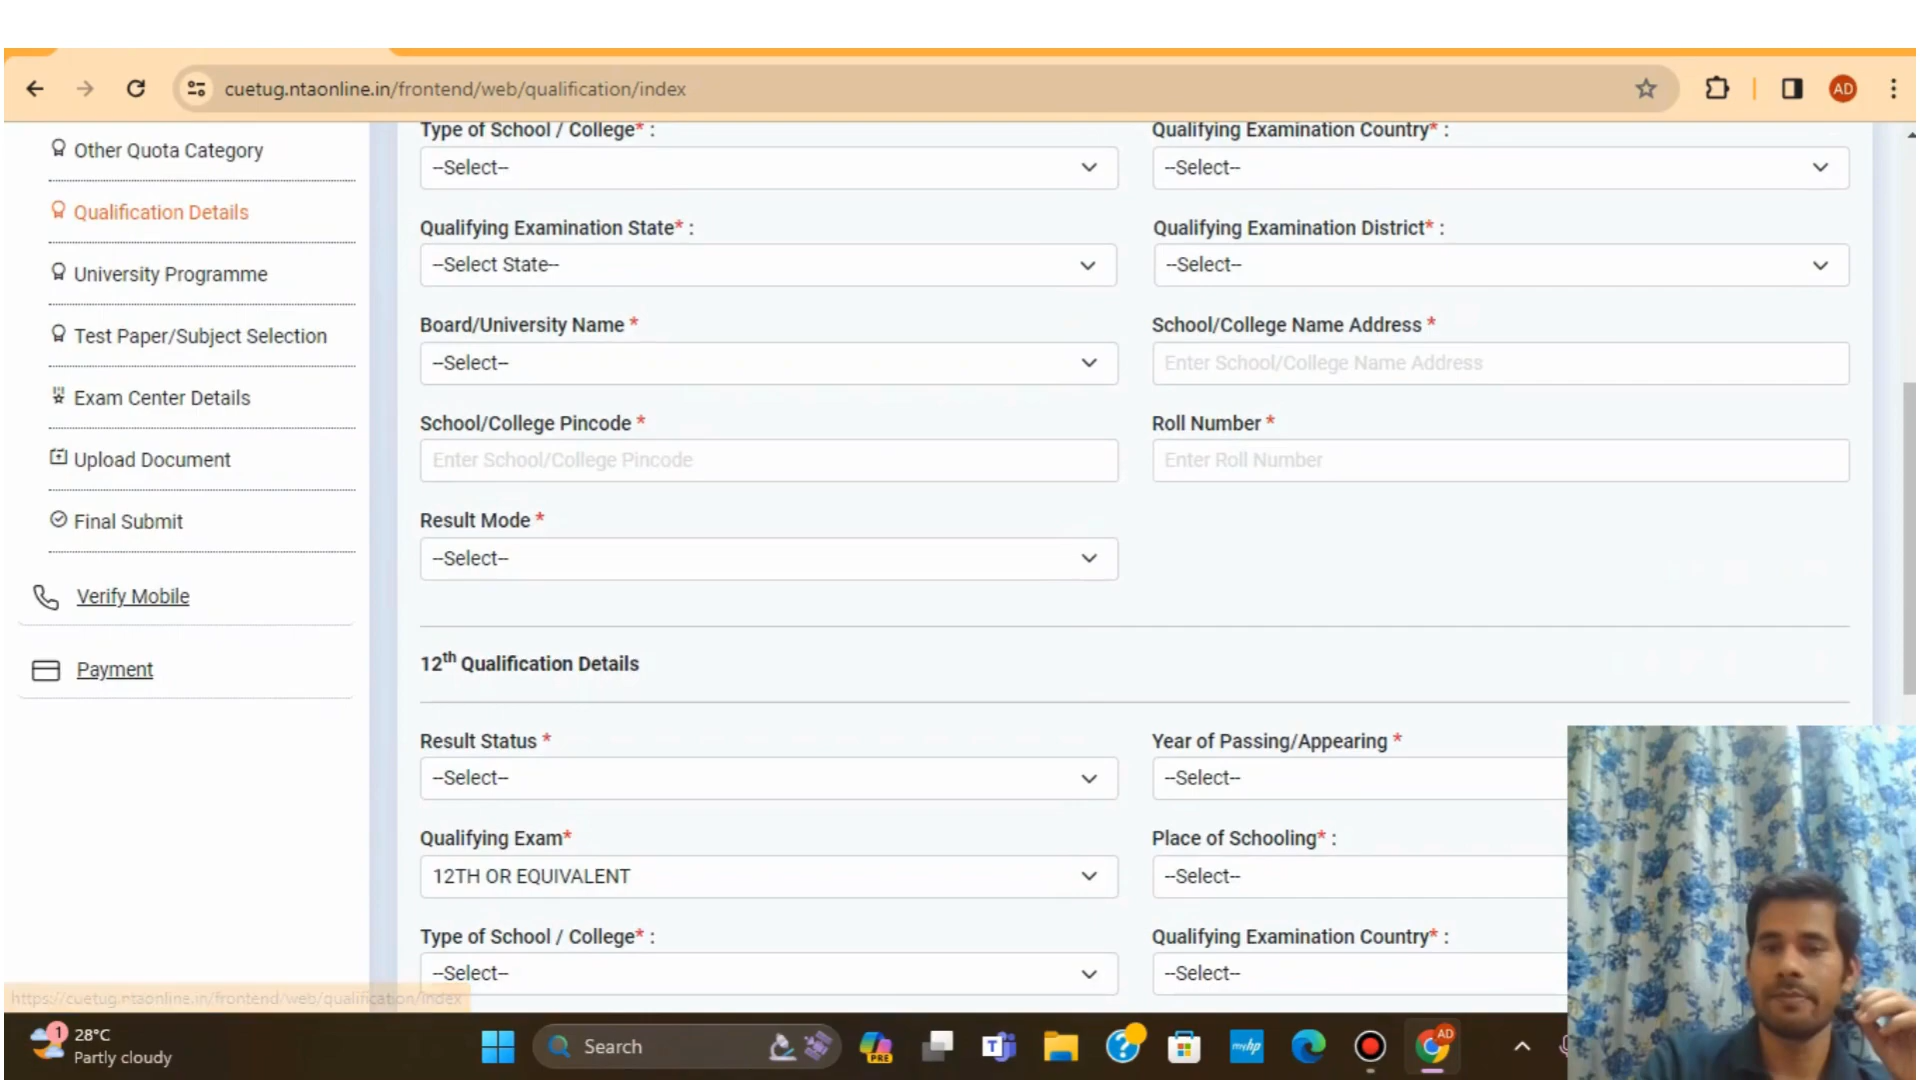 cuetug.ntaonline.in/frontend/web/qualification/index
AD
Other Quota Category
Qualification Details
University Programme
Test Paper/Subject Selection
Exam Center Details
Upload Document
Final Submit
Verify Mobile
Payment
Type of School / College* :
--Select--
Qualifying Examination Country* :
--Select--
Qualifying Examination State* :
--Select State--
Qualifying Examination District* :
--Select--
Board/University Name *
--Select--
School/College Name Address *
Enter School/College Name Address
School/College Pincode *
Enter School/College Pincode
Roll Number *
Enter Roll Number
Result Mode *
--Select--
12th Qualification Details
Result Status *
--Select--
Year of Passing/Appearing *
--Select--
Qualifying Exam*
12TH OR EQUIVALENT
Place of Schooling* :
--Select--
Type of School / College* :
--Select--
Qualifying Examination Country* :
--Select--
https://cuetug.ntaonline.in/frontend/web/qualification/index
1
28°C
Partly cloudy
Search
PRE
T
?
myhp
AD